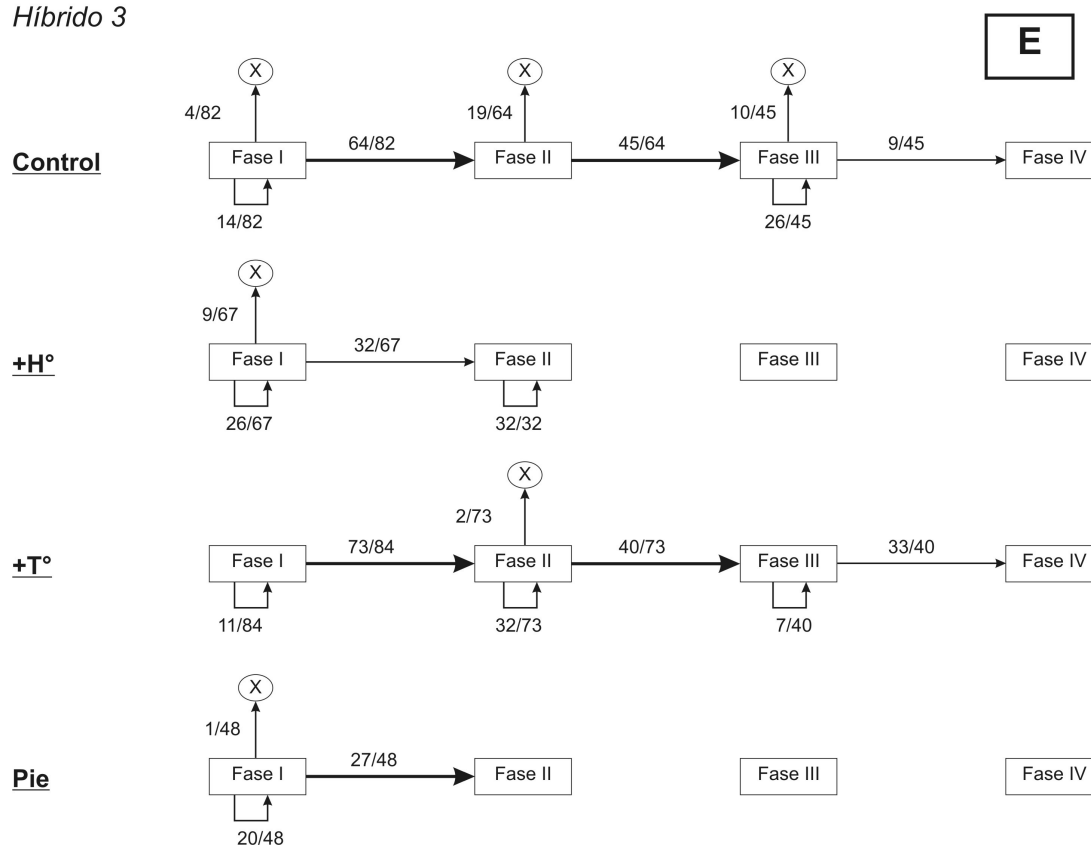 Híbrido 3
E
X X X
4/82 19/64 10/45
Control Fase I 64/82 Fase II 45/64 Fase III 9/45 Fase IV
14/82 26/45
X
9/67
+H° Fase I 32/67 Fase II Fase III Fase IV
26/67 32/32
X
2/73
+T° Fase I 73/84 Fase II 40/73 Fase III 33/40 Fase IV
11/84 32/73 7/40
X
1/48
Pie Fase I 27/48 Fase II Fase III Fase IV
20/48